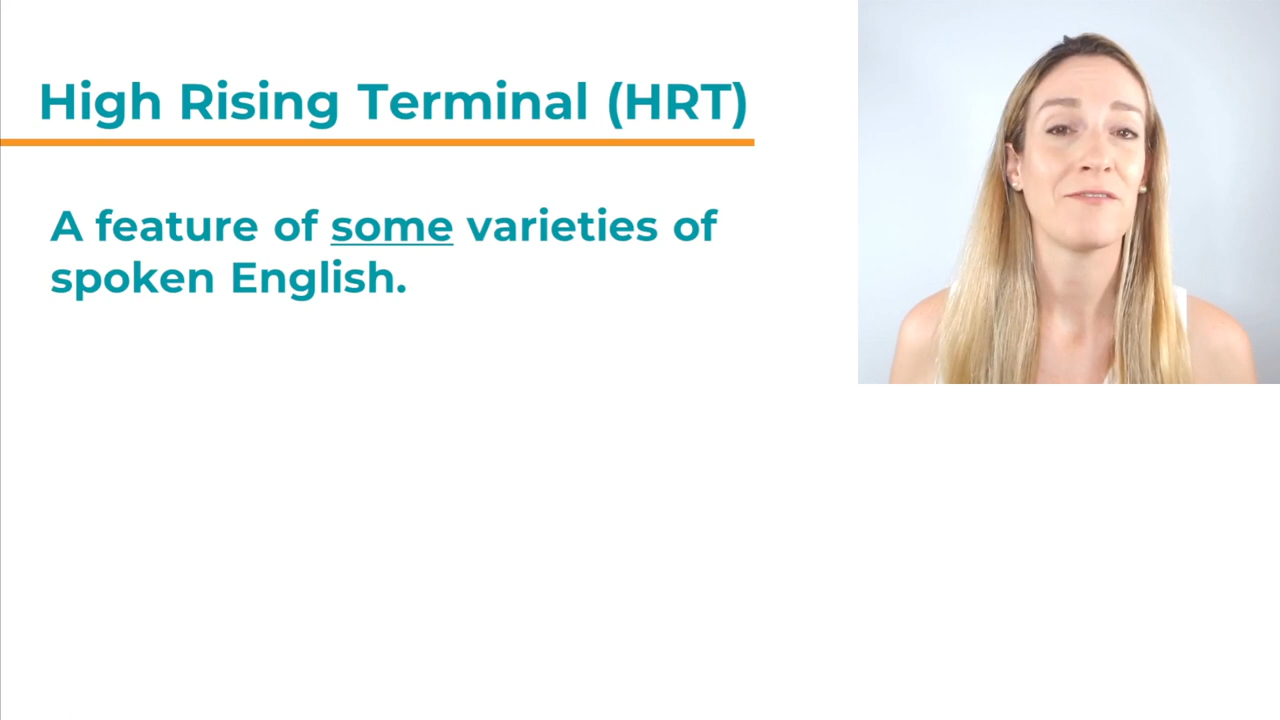 High Rising Terminal (HRT)
A feature of some varieties of
spoken English.